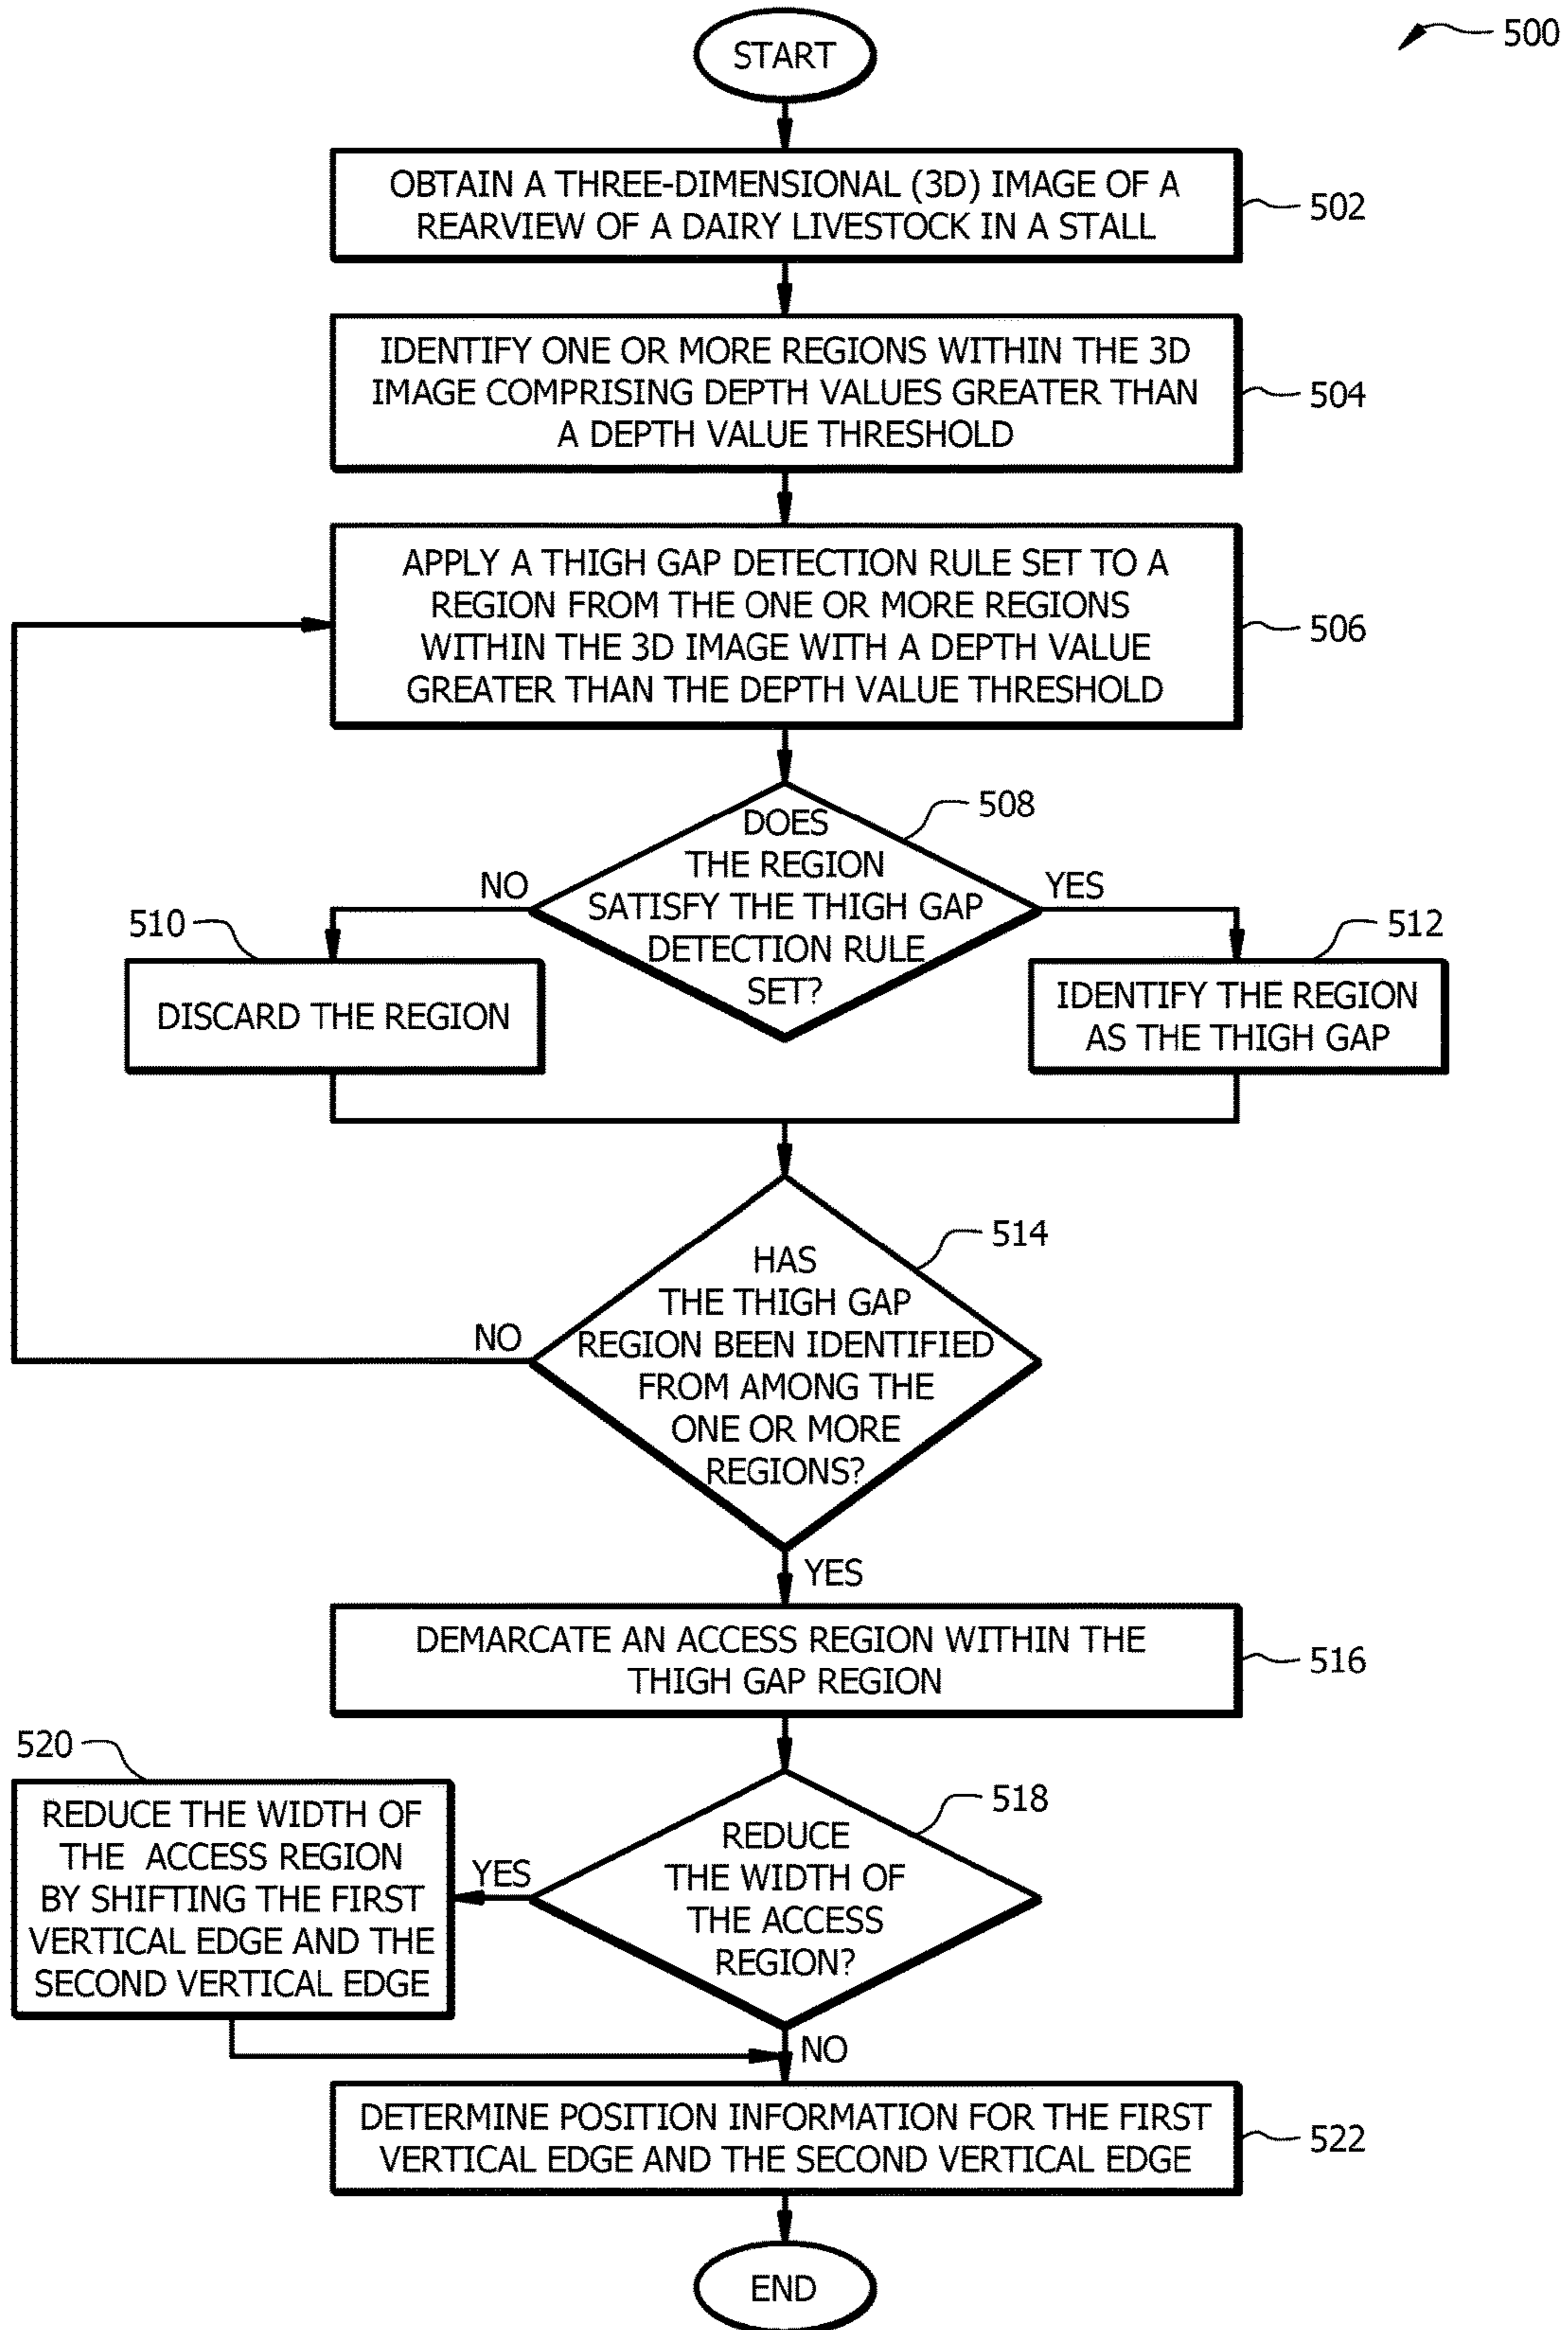 500
START
OBTAIN A THREE-DIMENSIONAL (3D) IMAGE OF A
REARVIEW OF A DAIRY LIVESTOCK IN A STALL
502
IDENTIFY ONE OR MORE REGIONS WITHIN THE 3D
IMAGE COMPRISING DEPTH VALUES GREATER THAN
A DEPTH VALUE THRESHOLD
504
APPLY A THIGH GAP DETECTION RULE SET TO A
REGION FROM THE ONE OR MORE REGIONS
WITHIN THE 3D IMAGE WITH A DEPTH VALUE
GREATER THAN THE DEPTH VALUE THRESHOLD
506
508
DOES
THE REGION
SATISFY THE THIGH GAP
DETECTION RULE
SET?
NO
YES
510
DISCARD THE REGION
512
IDENTIFY THE REGION
AS THE THIGH GAP
514
HAS
THE THIGH GAP
REGION BEEN IDENTIFIED
FROM AMONG THE
ONE OR MORE
REGIONS?
NO
YES
DEMARCATE AN ACCESS REGION WITHIN THE
THIGH GAP REGION
516
518
REDUCE
THE WIDTH OF
THE ACCESS
REGION?
YES
520
REDUCE THE WIDTH OF
THE ACCESS REGION
BY SHIFTING THE FIRST
VERTICAL EDGE AND THE
SECOND VERTICAL EDGE
NO
DETERMINE POSITION INFORMATION FOR THE FIRST
VERTICAL EDGE AND THE SECOND VERTICAL EDGE
522
END